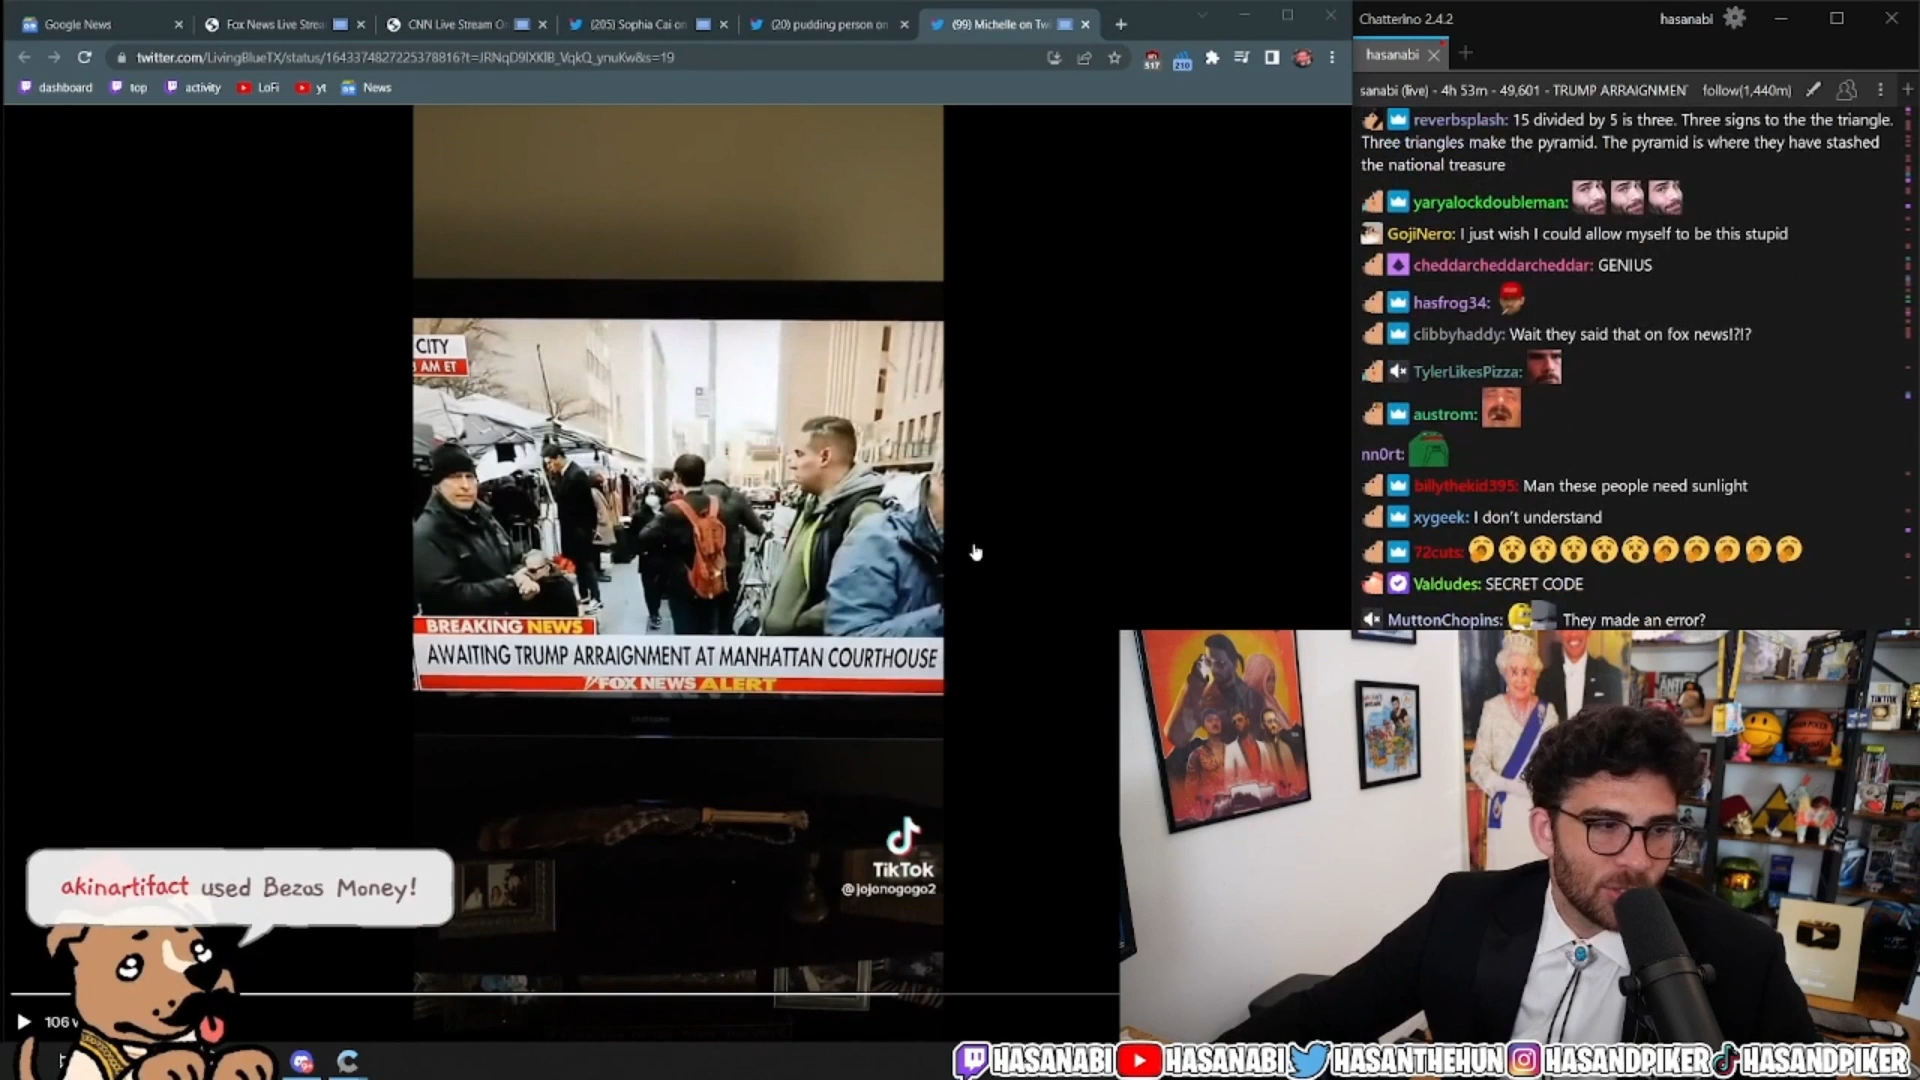 Google News
Fox News Live Strea
CNN Live Stream O
(205) Sophia Cai on
(20) pudding person on
(99) Michelle on Tw
twitter.com/LivingBlueTX/status/1643374827225378816?t=JRNqD9lXKlB_VqkQ_ynuKw&s=19
517
210
dashboard
top
activity
LoFi
yt
News
Chatterino 2.4.2
hasanabi
hasanabi
sanabi (live) - 4h 53m - 49,601 - TRUMP ARRAIGNMEN
follow(1,440m)
reverbsplash: 15 divided by 5 is three. Three signs to the the triangle.
Three triangles make the pyramid. The pyramid is where they have stashed
the national treasure
yaryalockdoubleman:
GojiNero: I just wish I could allow myself to be this stupid
cheddarcheddarcheddar: GENIUS
hasfrog34:
clibbyhaddy: Wait they said that on fox news!?!?
TylerLikesPizza:
austrom:
nn0rt:
billythekid395: Man these people need sunlight
xygeek: I don't understand
72cuts:
Valdudes: SECRET CODE
MuttonChopins: They made an error?
CITY
AM ET
BREAKING NEWS
AWAITING TRUMP ARRAIGNMENT AT MANHATTAN COURTHOUSE
FOX NEWS ALERT
TikTok
@jojonogogo2
akinartifact used Bezos Money!
106 v
HASANABI
HASANABI
HASANTHEHUN
HASANDPIKER
HASANDPIKER